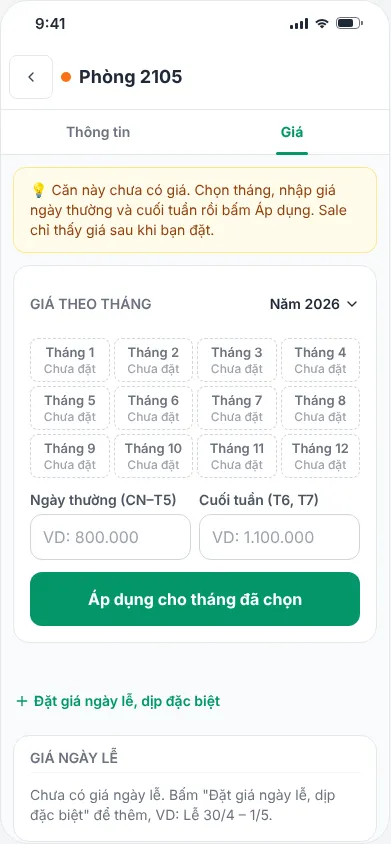 9:41
Phòng 2105
Thông tin
Giá
💡 Căn này chưa có giá. Chọn tháng, nhập giá
ngày thường và cuối tuần rồi bấm Áp dụng. Sale
chỉ thấy giá sau khi bạn đặt.
GIÁ THEO THÁNG
Năm 2026
Tháng 1
Chưa đặt
Tháng 2
Chưa đặt
Tháng 3
Chưa đặt
Tháng 4
Chưa đặt
Tháng 5
Chưa đặt
Tháng 6
Chưa đặt
Tháng 7
Chưa đặt
Tháng 8
Chưa đặt
Tháng 9
Chưa đặt
Tháng 10
Chưa đặt
Tháng 11
Chưa đặt
Tháng 12
Chưa đặt
Ngày thường (CN–T5)
Cuối tuần (T6, T7)
VD: 800.000
VD: 1.100.000
Áp dụng cho tháng đã chọn
+ Đặt giá ngày lễ, dịp đặc biệt
GIÁ NGÀY LỄ
Chưa có giá ngày lễ. Bấm "Đặt giá ngày lễ, dịp
đặc biệt" để thêm, VD: Lễ 30/4 – 1/5.